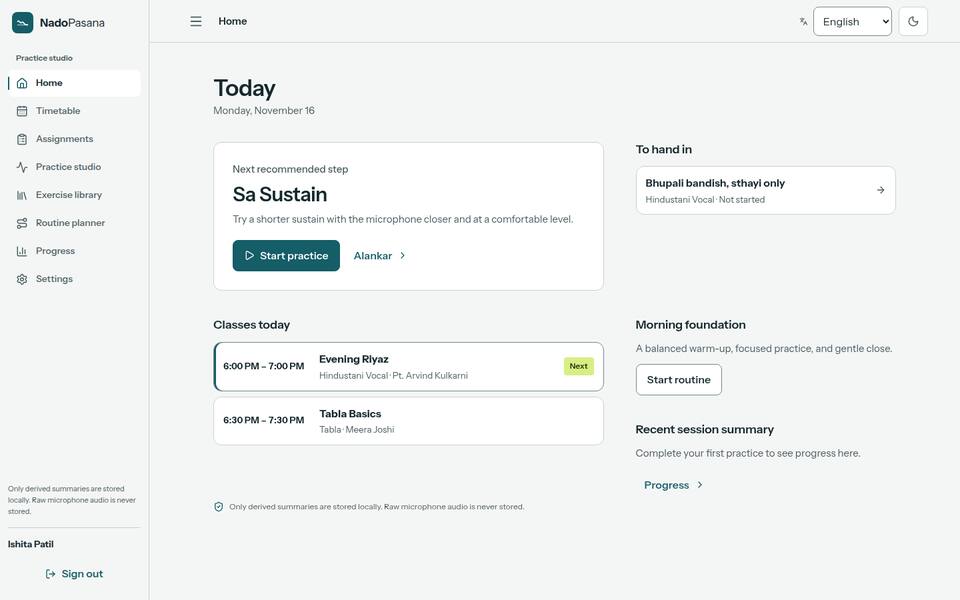 NadoPasana
Practice studio
Home
Timetable
Assignments
Practice studio
Exercise library
Routine planner
Progress
Settings
Only derived summaries are stored
locally. Raw microphone audio is never
stored.
Ishita Patil
Sign out
Home
English
Today
Monday, November 16
Next recommended step
Sa Sustain
Try a shorter sustain with the microphone closer and at a comfortable level.
Start practice
Alankar
To hand in
Bhupali bandish, sthayi only
Hindustani Vocal · Not started
Classes today
6:00 PM – 7:00 PM
Evening Riyaz
Hindustani Vocal · Pt. Arvind Kulkarni
Next
6:30 PM – 7:30 PM
Tabla Basics
Tabla · Meera Joshi
Morning foundation
A balanced warm-up, focused practice, and gentle close.
Start routine
Recent session summary
Complete your first practice to see progress here.
Progress
Only derived summaries are stored locally. Raw microphone audio is never stored.